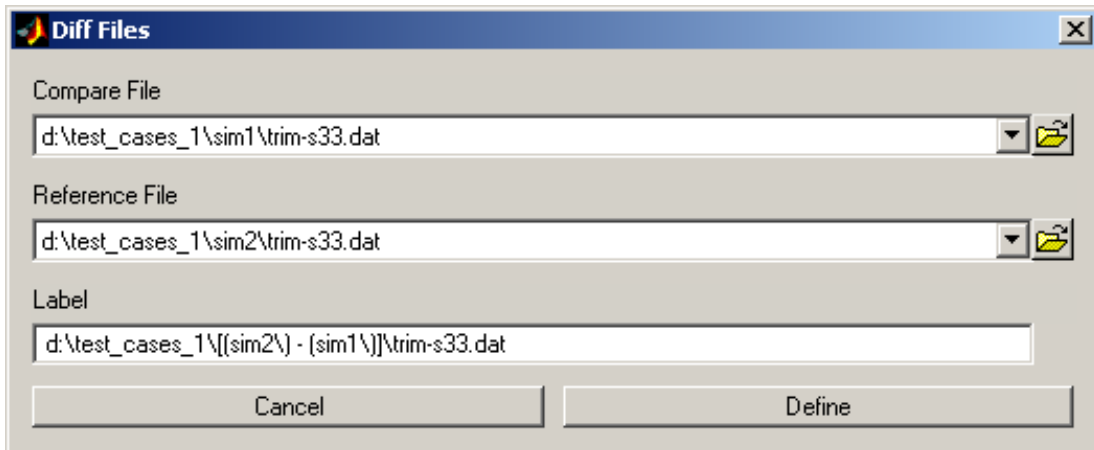 Diff Files
Compare File
d:\test_cases_1\sim1\trim-s33.dat
Reference File
d:\test_cases_1\sim2\trim-s33.dat
Label
d:\test_cases_1\[(sim2\) - (sim1\)]\trim-s33.dat
Cancel Define